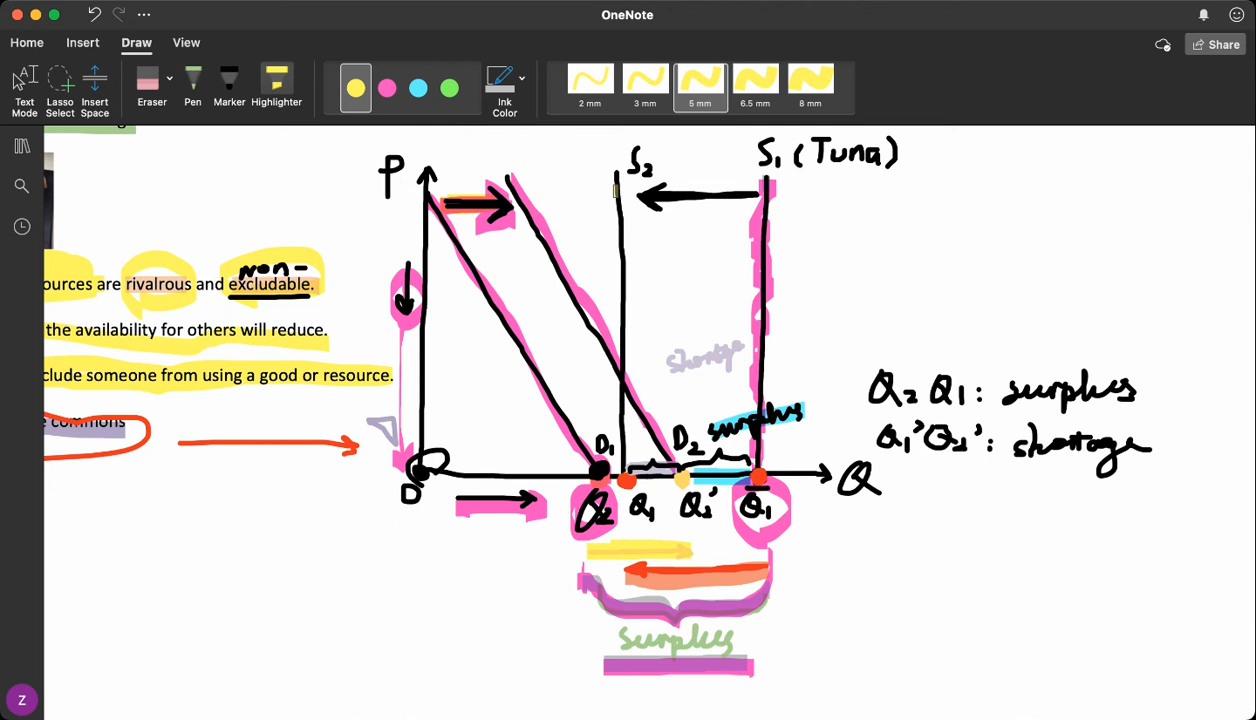 OneNote
Home Insert Draw View
Share
Text Mode
Lasso Select
Insert Space
Eraser
Pen
Marker
Highlighter
Ink Color
2 mm
3 mm
5 mm
6.5 mm
8 mm
P
S₂
S₁ (Tuna)
non-
ources are rivalrous and excludable.
the availability for others will reduce.
clude someone from using a good or resource.
e commons
shortage
Q₂ Q₁ : surplus
Q₁' Q₂' : shortage
surplus
D₁
D₂
Q
Q₂
Q₁
Q₂'
Q₁
surplus
Z